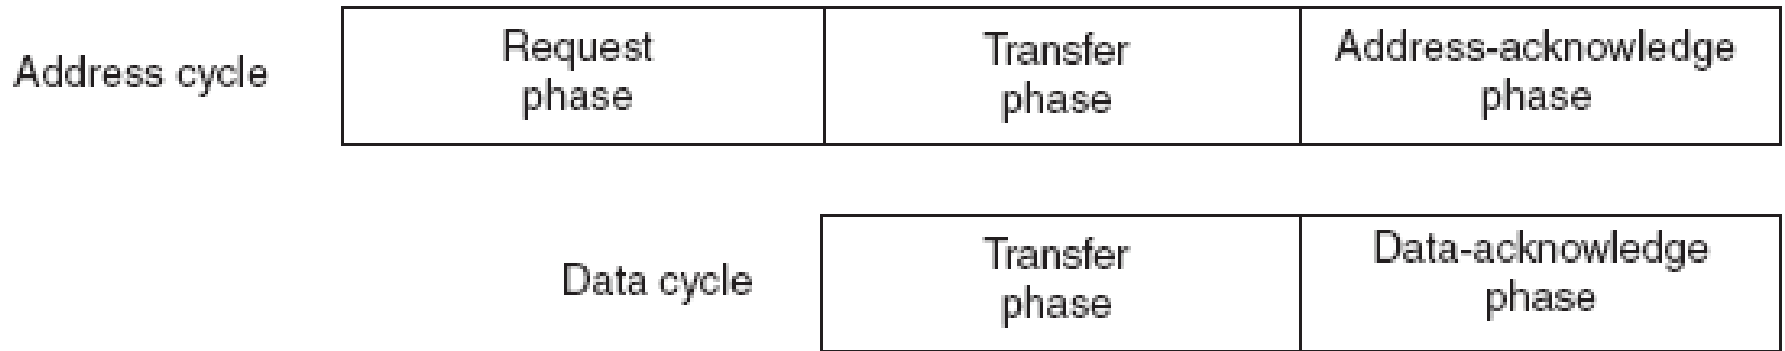 Address cycle
Request
phase
Transfer
phase
Address-acknowledge
phase
Data cycle
Transfer
phase
Data-acknowledge
phase